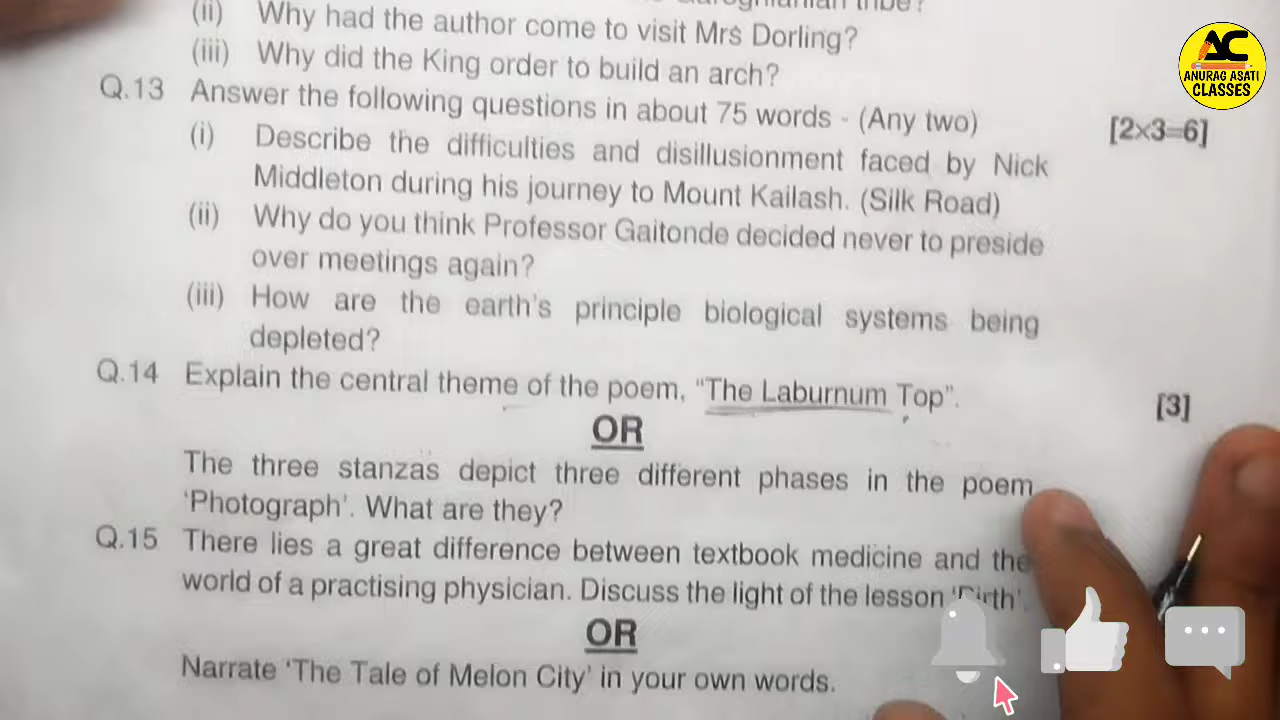 tribe?
(ii) Why had the author come to visit Mrs Dorling?
(iii) Why did the King order to build an arch?
Q.13 Answer the following questions in about 75 words - (Any two) [2×3=6]
(i) Describe the difficulties and disillusionment faced by Nick
Middleton during his journey to Mount Kailash. (Silk Road)
(ii) Why do you think Professor Gaitonde decided never to preside
over meetings again?
(iii) How are the earth's principle biological systems being
depleted?
Q.14 Explain the central theme of the poem, "The Laburnum Top". [3]
OR
The three stanzas depict three different phases in the poem
'Photograph'. What are they?
Q.15 There lies a great difference between textbook medicine and the
world of a practising physician. Discuss the light of the lesson 'Birth'.
OR
Narrate 'The Tale of Melon City' in your own words.
AC
ANURAG ASATI
CLASSES